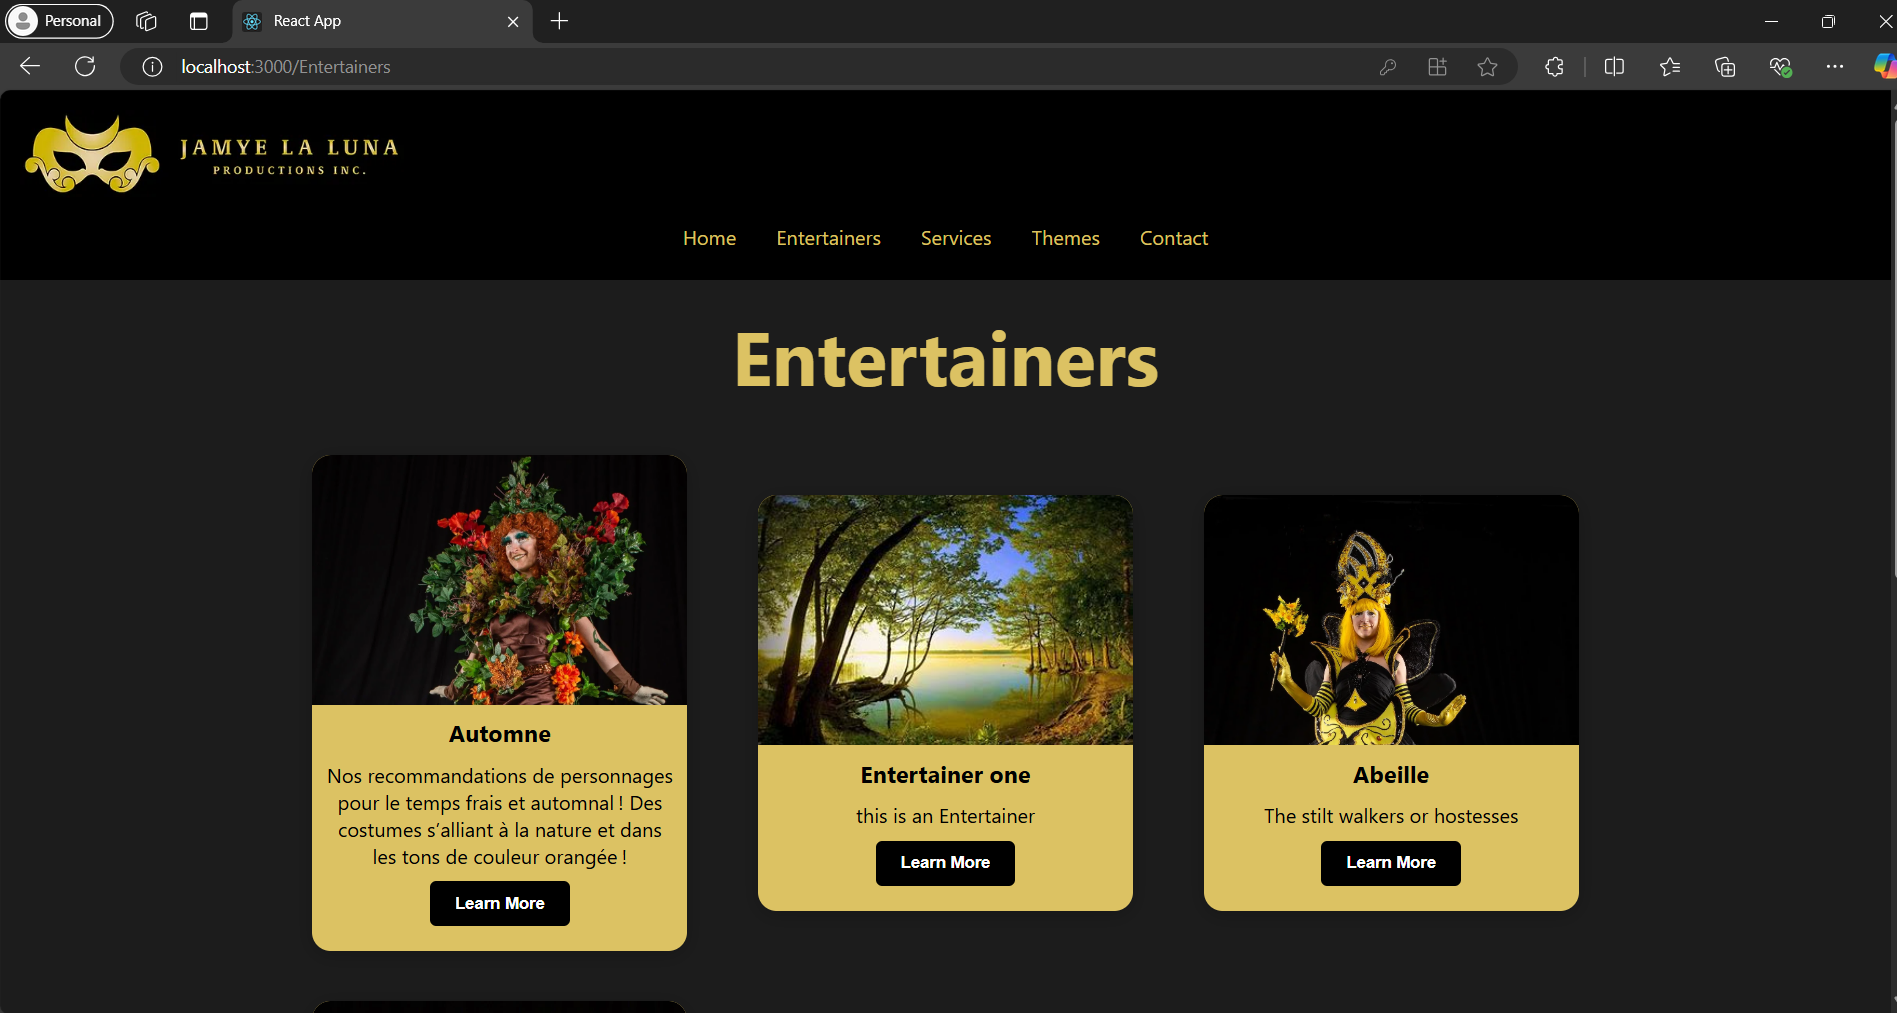 Personal
React App
localhost:3000/Entertainers
JAMYE LA LUNA
PRODUCTIONS INC.
Home Entertainers Services Themes Contact
Entertainers
Automne
Nos recommandations de personnages
pour le temps frais et automnal ! Des
costumes s’alliant à la nature et dans
les tons de couleur orangée !
Learn More
Entertainer one
this is an Entertainer
Learn More
Abeille
The stilt walkers or hostesses
Learn More